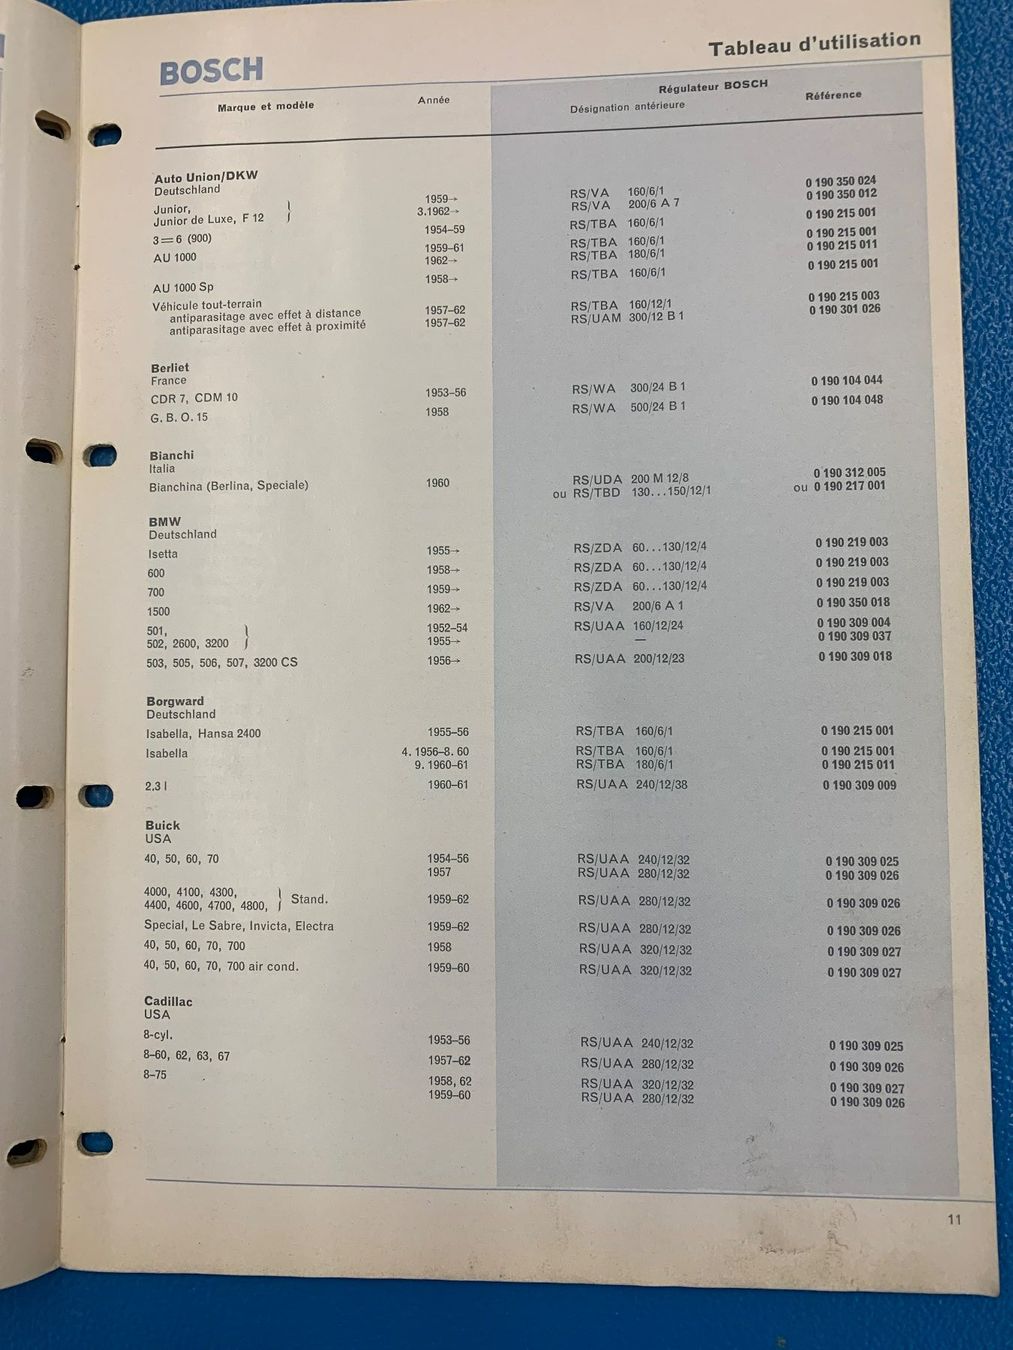 BOSCH
Tableau d'utilisation
Marque et modèle Année Régulateur BOSCH
Désignation antérieure Référence
Auto Union/DKW
Deutschland
Junior, 1959→ RS/VA 160/6/1 0 190 350 024
Junior de Luxe, F 12 3.1962→ RS/VA 200/6 A 7 0 190 350 012
3=6 (900) 1954–59 RS/TBA 160/6/1 0 190 215 001
AU 1000 1959–61 RS/TBA 160/6/1 0 190 215 001
1962→ RS/TBA 180/6/1 0 190 215 011
AU 1000 Sp 1958→ RS/TBA 160/6/1 0 190 215 001
Véhicule tout-terrain
antiparasitage avec effet à distance 1957–62 RS/TBA 160/12/1 0 190 215 003
antiparasitage avec effet à proximité 1957–62 RS/UAM 300/12 B 1 0 190 301 026
Berliet
France
CDR 7, CDM 10 1953–56 RS/WA 300/24 B 1 0 190 104 044
G. B. O. 15 1958 RS/WA 500/24 B 1 0 190 104 048
Bianchi
Italia
Bianchina (Berlina, Speciale) 1960 RS/UDA 200 M 12/8 0 190 312 005
ou RS/TBD 130...150/12/1 ou 0 190 217 001
BMW
Deutschland
Isetta 1955→ RS/ZDA 60...130/12/4 0 190 219 003
600 1958→ RS/ZDA 60...130/12/4 0 190 219 003
700 1959→ RS/ZDA 60...130/12/4 0 190 219 003
1500 1962→ RS/VA 200/6 A 1 0 190 350 018
501, 1952–54 RS/UAA 160/12/24 0 190 309 004
502, 2600, 3200 1955→ — 0 190 309 037
503, 505, 506, 507, 3200 CS 1956→ RS/UAA 200/12/23 0 190 309 018
Borgward
Deutschland
Isabella, Hansa 2400 1955–56 RS/TBA 160/6/1 0 190 215 001
Isabella 4. 1956–8. 60 RS/TBA 160/6/1 0 190 215 001
9. 1960–61 RS/TBA 180/6/1 0 190 215 011
2,3 l 1960–61 RS/UAA 240/12/38 0 190 309 009
Buick
USA
40, 50, 60, 70 1954–56 RS/UAA 240/12/32 0 190 309 025
1957 RS/UAA 280/12/32 0 190 309 026
4000, 4100, 4300,
4400, 4600, 4700, 4800, Stand. 1959–62 RS/UAA 280/12/32 0 190 309 026
Special, Le Sabre, Invicta, Electra 1959–62 RS/UAA 280/12/32 0 190 309 026
40, 50, 60, 70, 700 1958 RS/UAA 320/12/32 0 190 309 027
40, 50, 60, 70, 700 air cond. 1959–60 RS/UAA 320/12/32 0 190 309 027
Cadillac
USA
8-cyl. 1953–56 RS/UAA 240/12/32 0 190 309 025
8–60, 62, 63, 67 1957–62 RS/UAA 280/12/32 0 190 309 026
8–75 1958, 62 RS/UAA 320/12/32 0 190 309 027
1959–60 RS/UAA 280/12/32 0 190 309 026
11